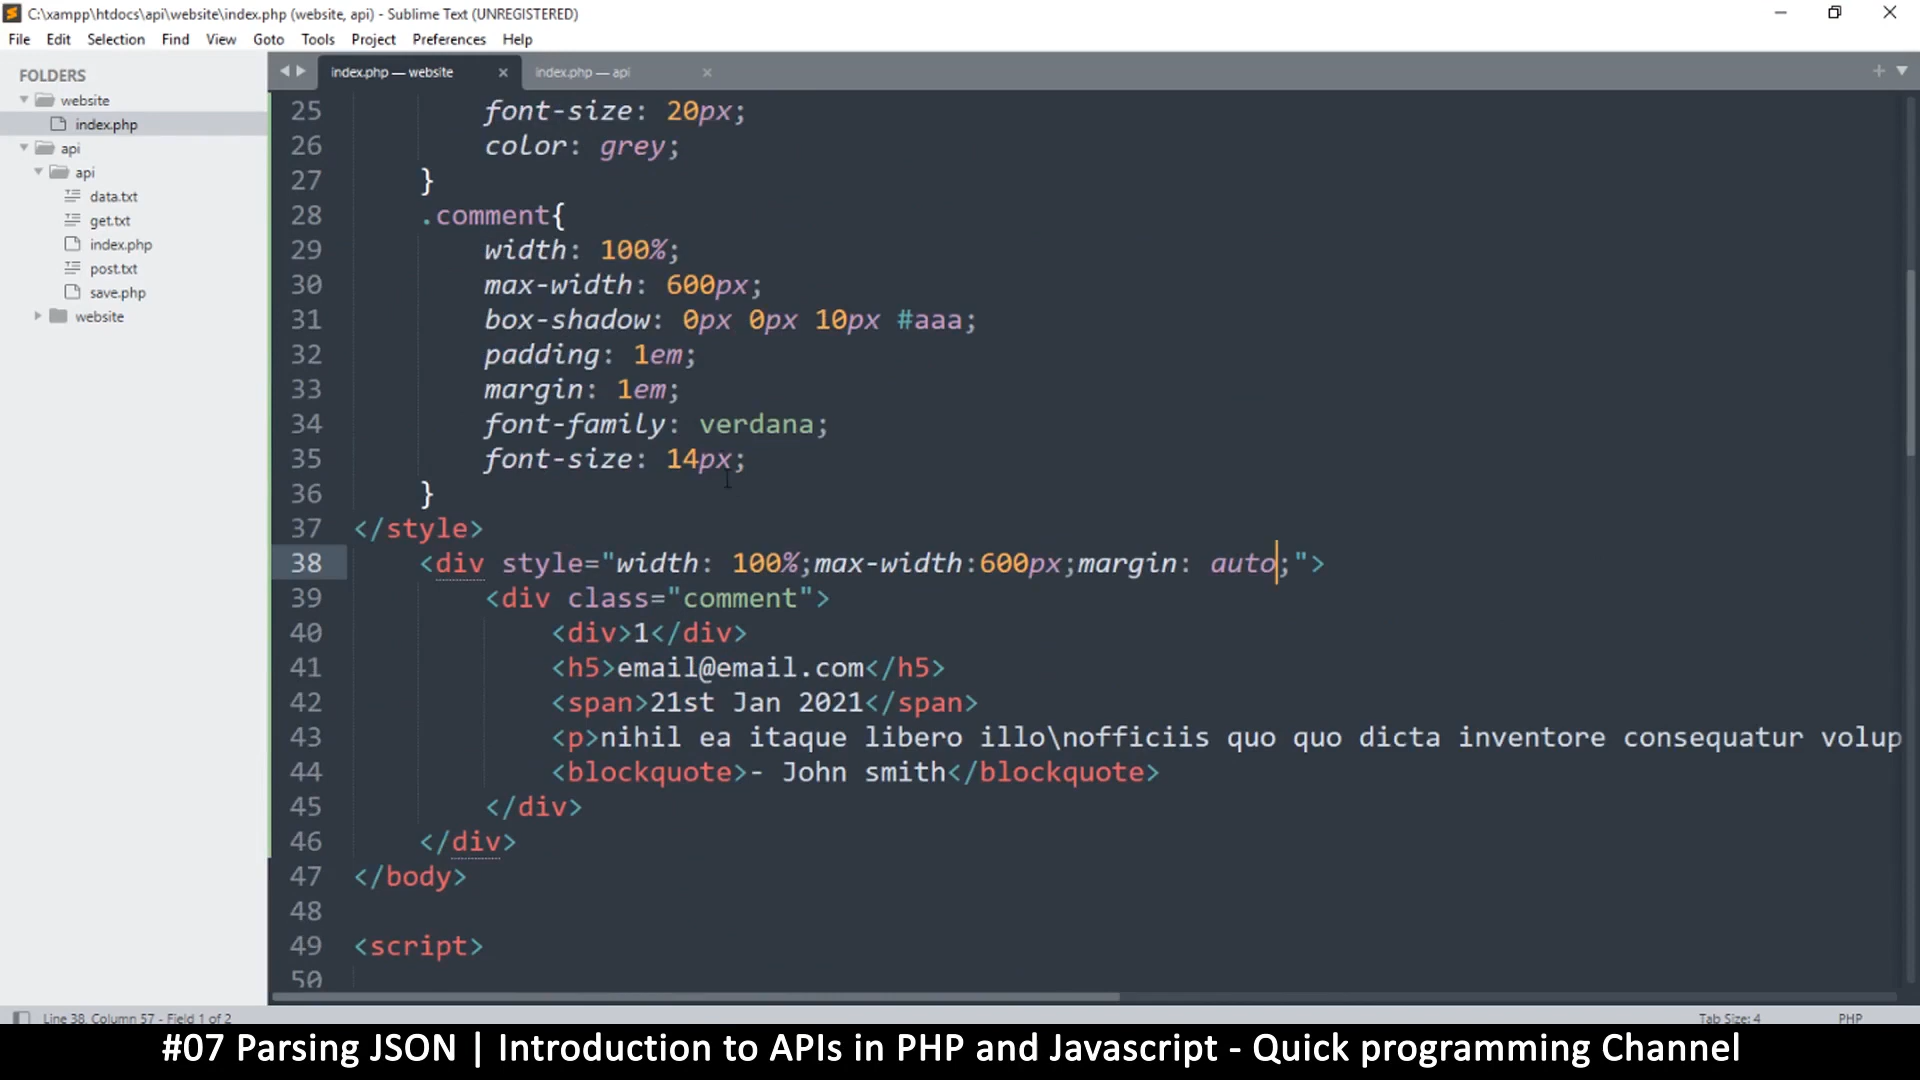 C:\xampp\htdocs\api\website\index.php (website, api) - Sublime Text (UNREGISTERED)
File Edit Selection Find View Goto Tools Project Preferences Help
FOLDERS
website
index.php
api
api
data.txt
get.txt
index.php
post.txt
save.php
website
index.php — website
index.php — api
25 font-size: 20px;
26 color: grey;
27 }
28 .comment{
29 width: 100%;
30 max-width: 600px;
31 box-shadow: 0px 0px 10px #aaa;
32 padding: 1em;
33 margin: 1em;
34 font-family: verdana;
35 font-size: 14px;
36 }
37 </style>
38 <div style="width: 100%;max-width:600px;margin: auto;">
39 <div class="comment">
40 <div>1</div>
41 <h5>email@email.com</h5>
42 <span>21st Jan 2021</span>
43 <p>nihil ea itaque libero illo\nofficiis quo quo dicta inventore consequatur volup
44 <blockquote>- John smith</blockquote>
45 </div>
46 </div>
47 </body>
48
49 <script>
50
Line 38, Column 57 - Field 1 of 2
Tab Size: 4
PHP
#07 Parsing JSON | Introduction to APIs in PHP and Javascript - Quick programming Channel